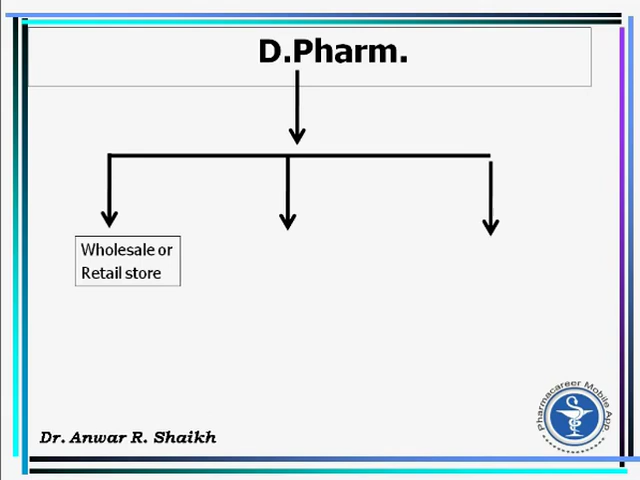 D.Pharm.
Wholesale or
Retail store
Dr. Anwar R. Shaikh
Pharmacareer Mobile App